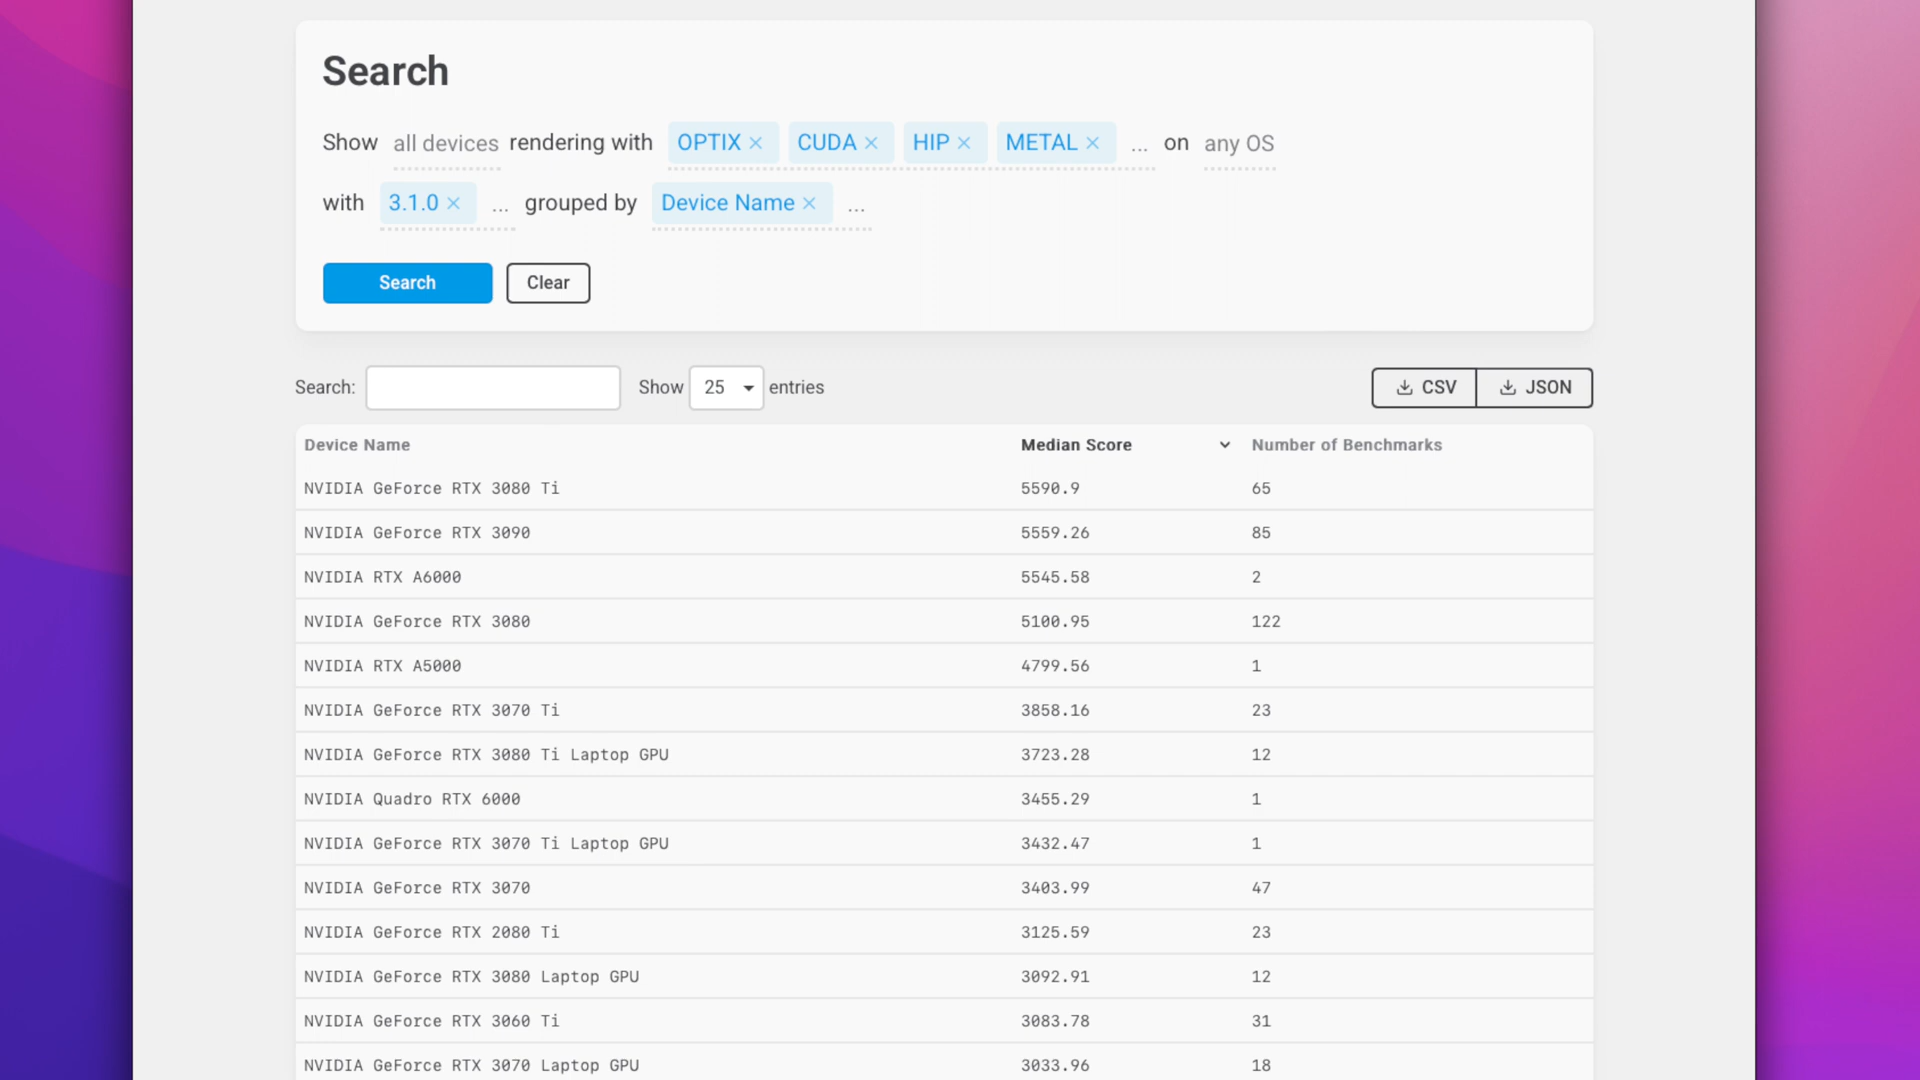 Search
Show all devices rendering with OPTIX × CUDA × HIP × METAL × ... on any OS
with 3.1.0 × ... grouped by Device Name × ...
Search Clear
Search: Show 25 entries CSV JSON
Device Name Median Score Number of Benchmarks
NVIDIA GeForce RTX 3080 Ti 5590.9 65
NVIDIA GeForce RTX 3090 5559.26 85
NVIDIA RTX A6000 5545.58 2
NVIDIA GeForce RTX 3080 5100.95 122
NVIDIA RTX A5000 4799.56 1
NVIDIA GeForce RTX 3070 Ti 3858.16 23
NVIDIA GeForce RTX 3080 Ti Laptop GPU 3723.28 12
NVIDIA Quadro RTX 6000 3455.29 1
NVIDIA GeForce RTX 3070 Ti Laptop GPU 3432.47 1
NVIDIA GeForce RTX 3070 3403.99 47
NVIDIA GeForce RTX 2080 Ti 3125.59 23
NVIDIA GeForce RTX 3080 Laptop GPU 3092.91 12
NVIDIA GeForce RTX 3060 Ti 3083.78 31
NVIDIA GeForce RTX 3070 Laptop GPU 3033.96 18